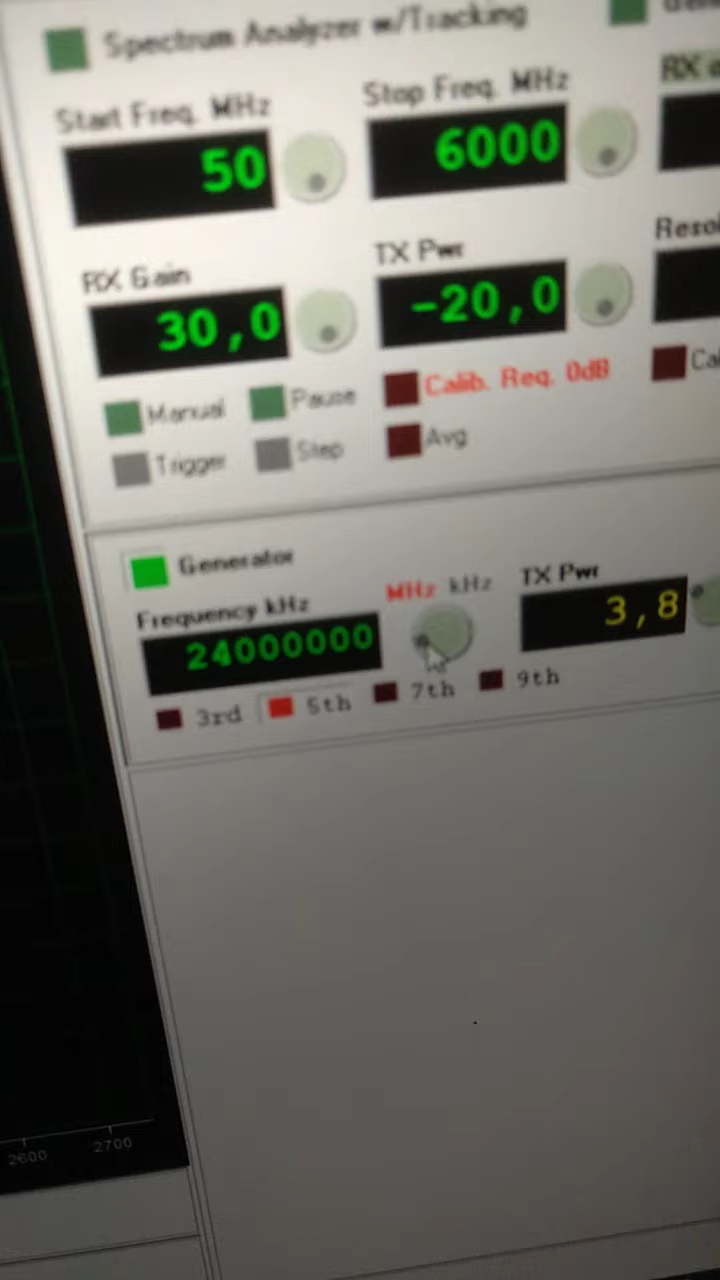 Spectrum Analyzer w/Tracking
Start Freq. MHz Stop Freq. MHz RX
50 6000
RX Gain TX Pwr
30,0 -20,0
Manual Pause Calib. Req. 0dB
Trigger Step Avg
Generator
Frequency kHz MHz kHz TX Pwr
24000000 3,8
3rd 5th 7th 9th
2600 2700